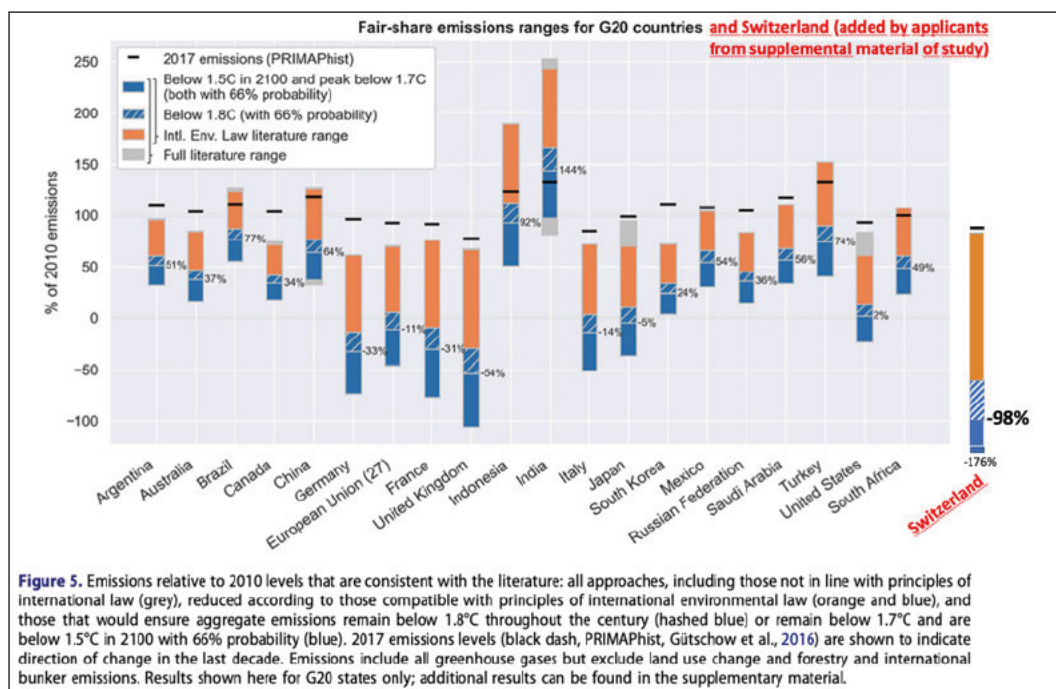 Fair-share emissions ranges for G20 countries and Switzerland (added by applicants
from supplemental material of study)
2017 emissions (PRIMAPhist)
Below 1.5C in 2100 and peak below 1.7C
(both with 66% probability)
Below 1.8C (with 66% probability)
Intl. Env. Law literature range
Full literature range
% of 2010 emissions
250
200
150
100
50
0
−50
−100
51%
37%
77%
34%
64%
-33%
-11%
-31%
-54%
92%
144%
-14%
-5%
24%
54%
36%
56%
74%
2%
49%
-98%
-176%
Argentina
Australia
Brazil
Canada
China
Germany
European Union (27)
France
United Kingdom
Indonesia
India
Italy
Japan
South Korea
Mexico
Russian Federation
Saudi Arabia
Turkey
United States
South Africa
Switzerland
Figure 5. Emissions relative to 2010 levels that are consistent with the literature: all approaches, including those not in line with principles of
international law (grey), reduced according to those compatible with principles of international environmental law (orange and blue), and
those that would ensure aggregate emissions remain below 1.8°C throughout the century (hashed blue) or remain below 1.7°C and are
below 1.5°C in 2100 with 66% probability (blue). 2017 emissions levels (black dash, PRIMAPhist, Gütschow et al., 2016) are shown to indicate
direction of change in the last decade. Emissions include all greenhouse gases but exclude land use change and forestry and international
bunker emissions. Results shown here for G20 states only; additional results can be found in the supplementary material.